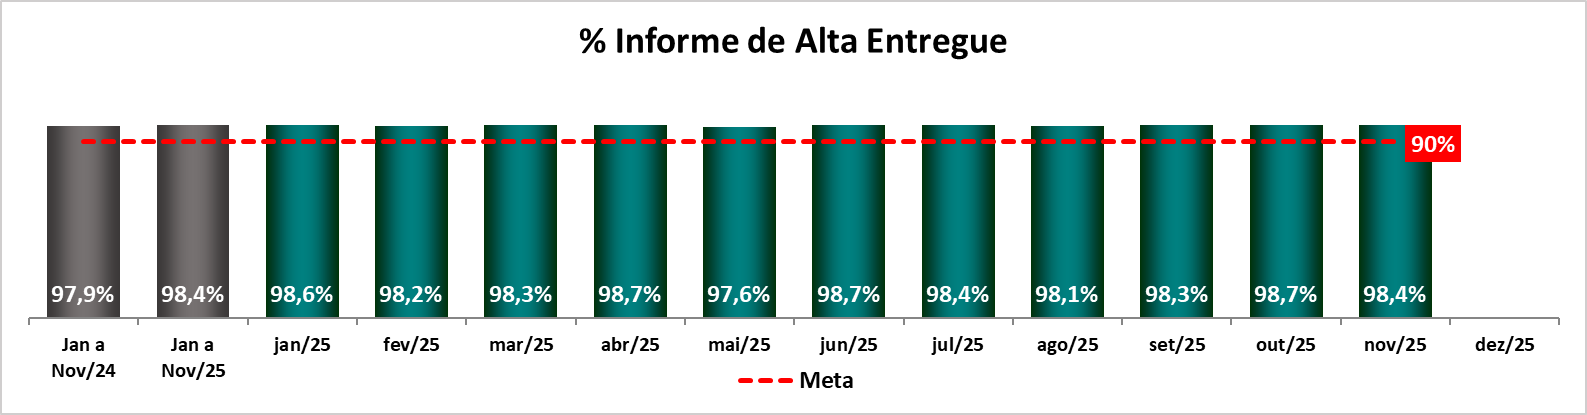 % Informe de Alta Entregue
90%
97,9% 98,4% 98,6% 98,2% 98,3% 98,7% 97,6% 98,7% 98,4% 98,1% 98,3% 98,7% 98,4%
Jan a Nov/24 Jan a Nov/25 jan/25 fev/25 mar/25 abr/25 mai/25 jun/25 jul/25 ago/25 set/25 out/25 nov/25 dez/25
Meta